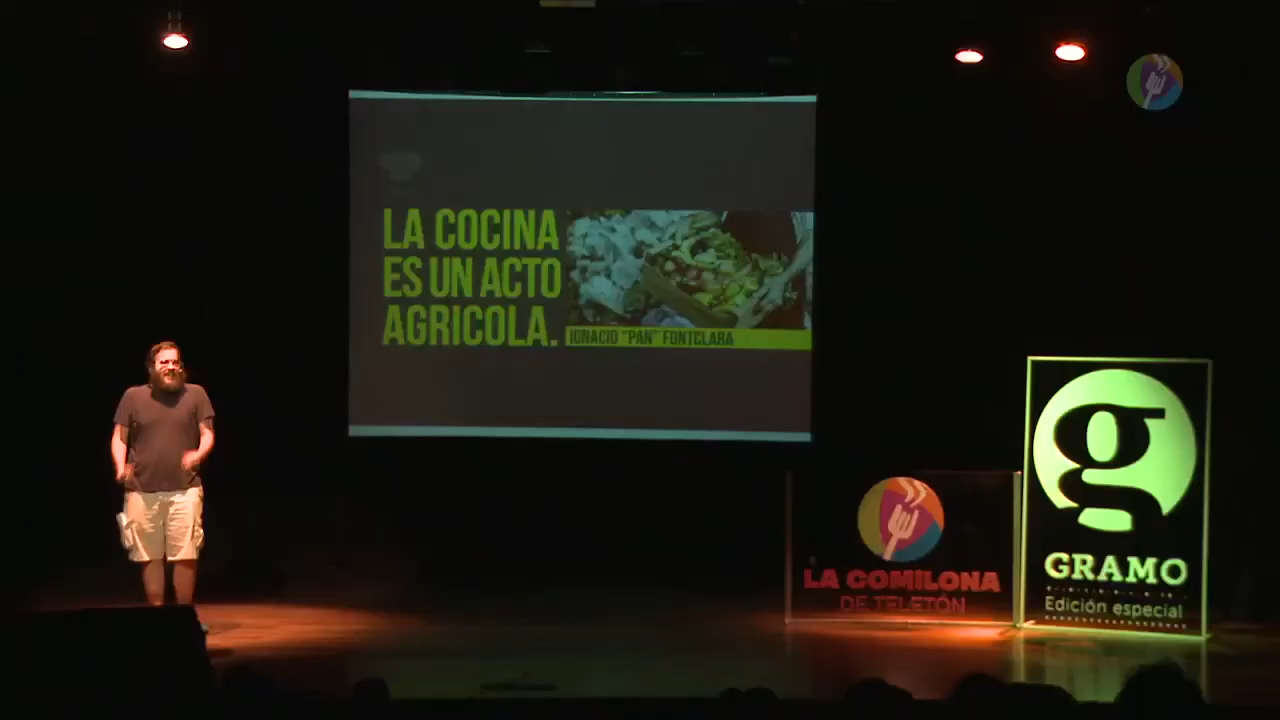 LA COCINA
ES UN ACTO
AGRICOLA.
IGNACIO "PAN" FONTCLARA
g
GRAMO
Edición especial
LA COMILONA
DE TELETÓN